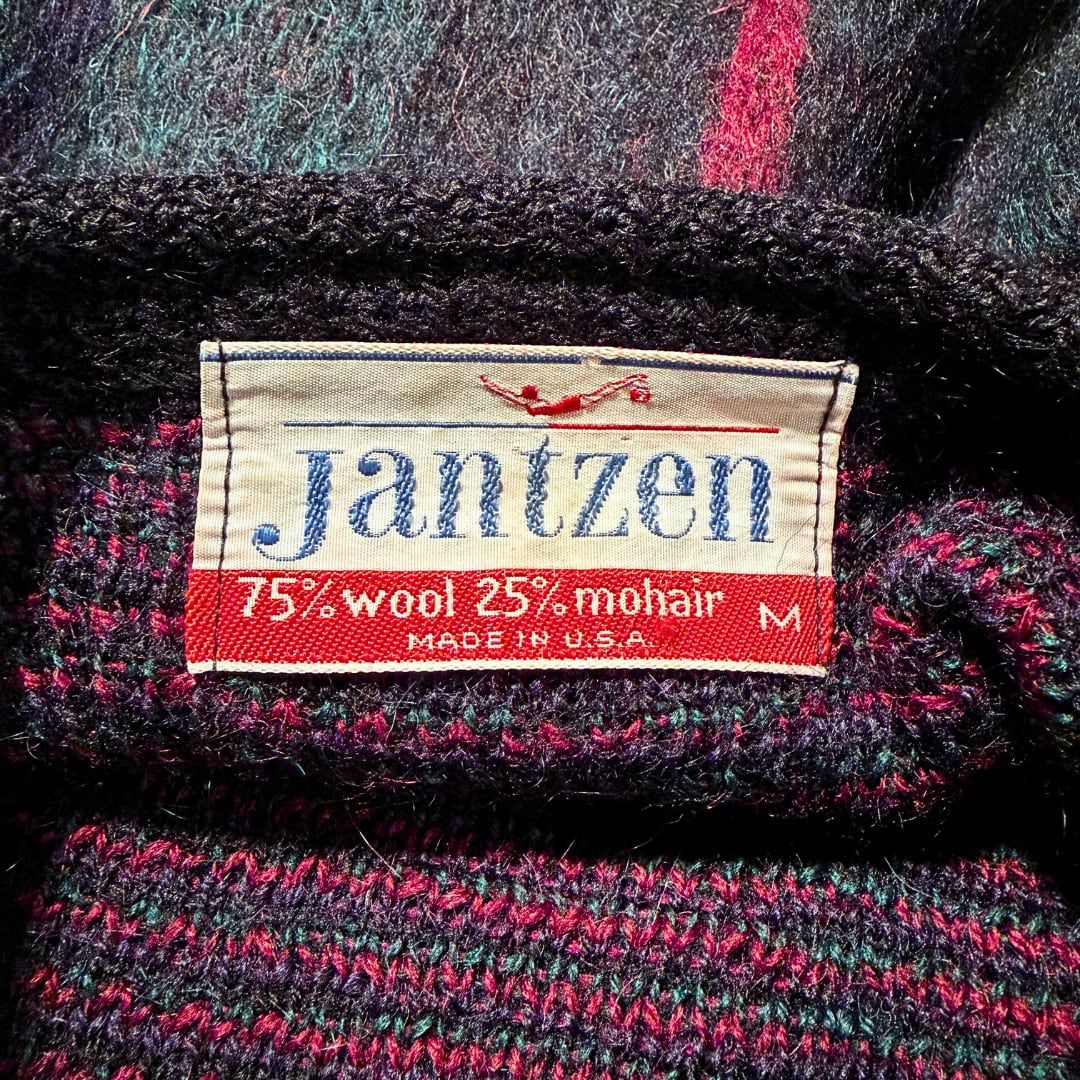 Jantzen
75% wool 25% mohair
M
MADE IN U.S.A.